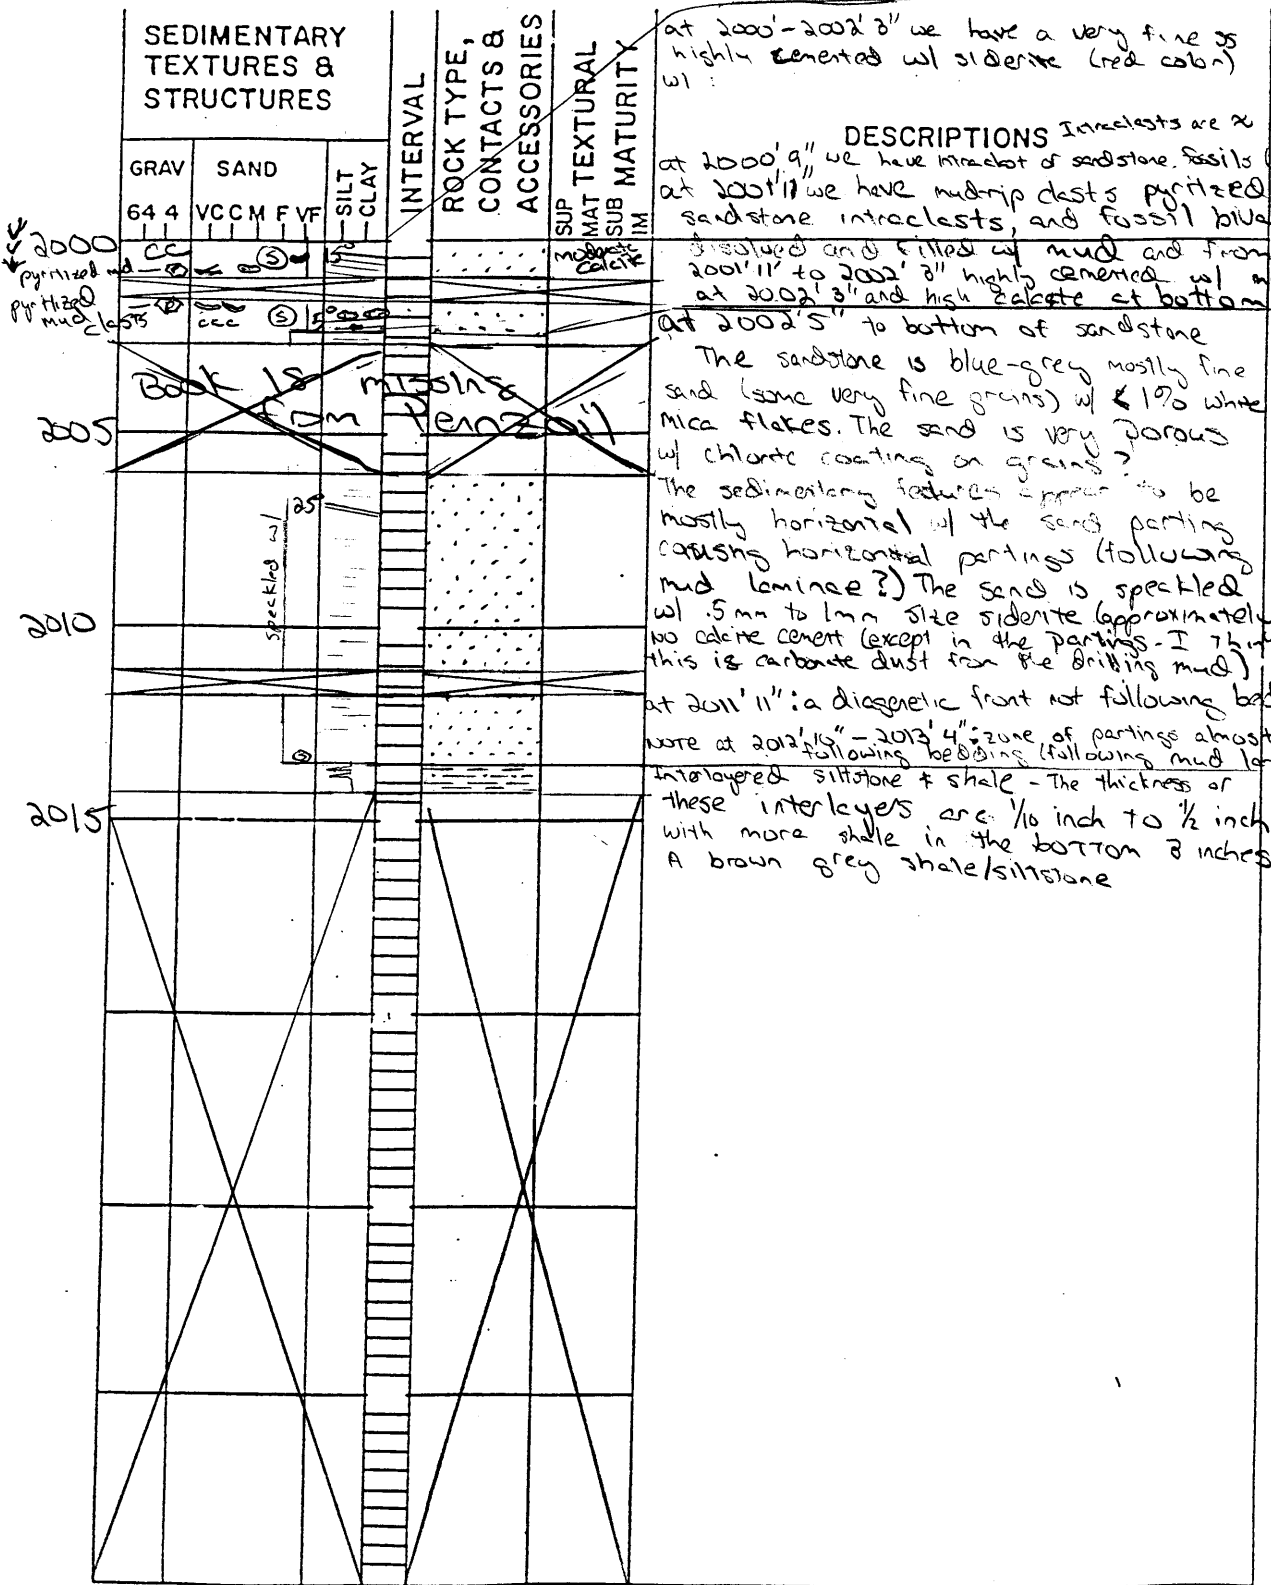 SEDIMENTARY
TEXTURES &
STRUCTURES
GRAV SAND
SILT
CLAY
64 4 VC C M F VF
INTERVAL
ROCK TYPE,
CONTACTS &
ACCESSORIES
TEXTURAL
MATURITY
SUP
MAT
SUB
IM
at 2000'-2002' 3" we have a very fine ss
highly cemented w/ siderite (red color)
w/ :
DESCRIPTIONS Intraclasts are ≈
at 2000' 9" we have intraclast of sandstone. fossils (
at 2001'11" we have mud-rip clasts pyritized
sandstone intraclasts, and fossil biva
dissolved and filled w/ mud and from
2001'11" to 2002' 3" highly cemented w/
at 2002' 3" and high calcite at bottom
at 2002'5" to bottom of sandstone
The sandstone is blue-grey mostly fine
sand (some very fine grains) w/ <1% white
mica flakes. The sand is very porous
w/ chlorite coating on grains?
The sedimentary features appear to be
mostly horizontal w/ the sand parting
causing horizontal partings (following
mud laminae?) The sand is speckled
w/ .5mm to 1mm size siderite (approximately
NO calcite cement (except in the partings - I thin
this is carbonate dust from the drilling mud)
at 2011' 11": a diagenetic front not following bed
NOTE at 2012'10" - 2013' 4": zone of partings almost
following bedding (following mud la
Interlayered siltstone & shale - The thickness of
these interlayers are 1/10 inch to 1/2 inch
with more shale in the bottom 3 inches
A brown grey shale/siltstone
2000
CC
S
5°
moderate
calcite
pyritized mud
pyritized
mud clasts
ccc
S
5°
Book is missing
from Pennzoil
2005
25°
speckled w/
2010
2015